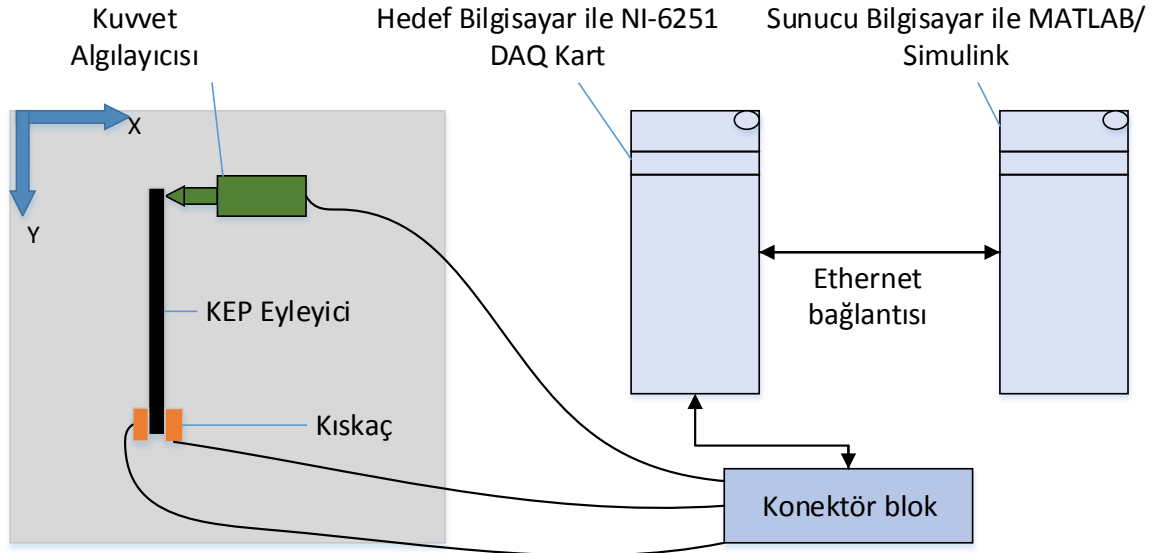 Kuvvet
Algılayıcısı
Hedef Bilgisayar ile NI-6251
DAQ Kart
Sunucu Bilgisayar ile MATLAB/
Simulink
X
Y
KEP Eyleyici
Kıskaç
Ethernet
bağlantısı
Konektör blok